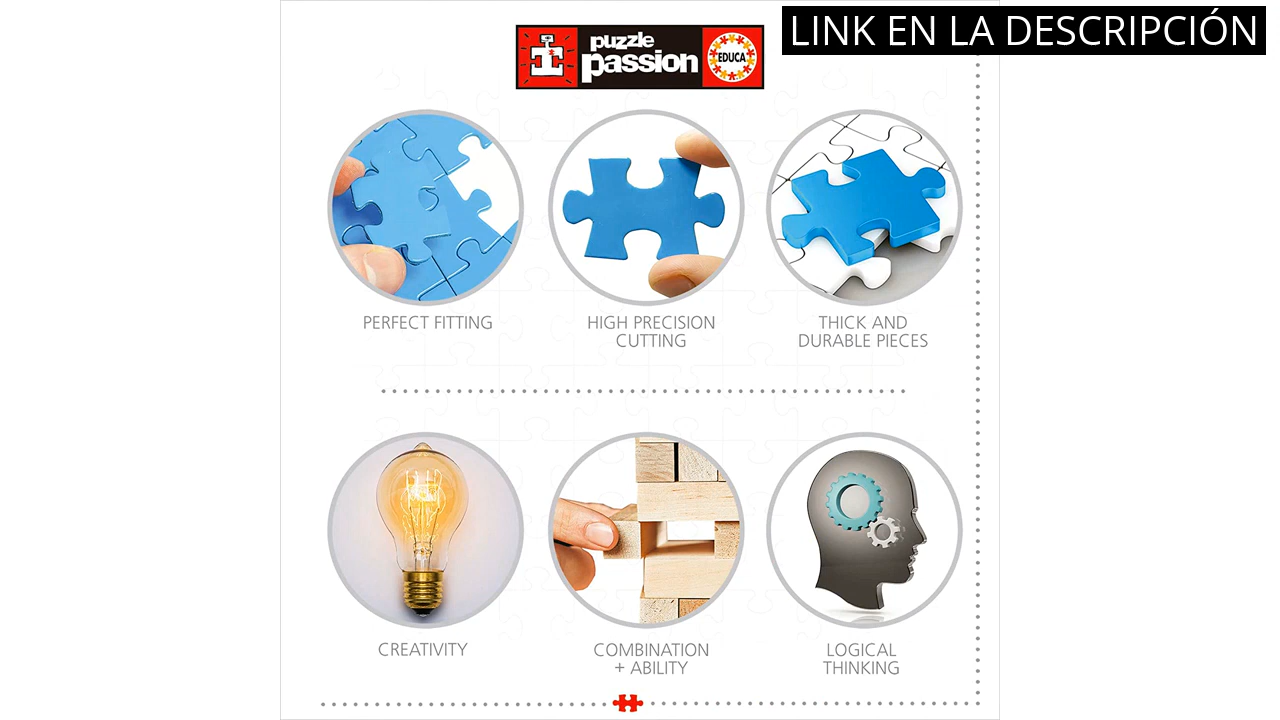 LINK EN LA DESCRIPCIÓN
puzzle
passion
EDUCA
PERFECT FITTING
HIGH PRECISION
CUTTING
THICK AND
DURABLE PIECES
CREATIVITY
COMBINATION
+ ABILITY
LOGICAL
THINKING